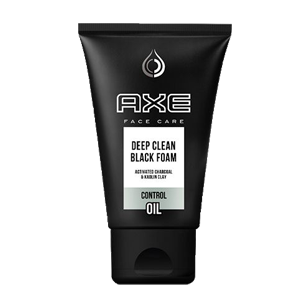 AXE
FACE CARE
DEEP CLEAN
BLACK FOAM
ACTIVATED CHARCOAL
& KAOLIN CLAY
CONTROL
OIL